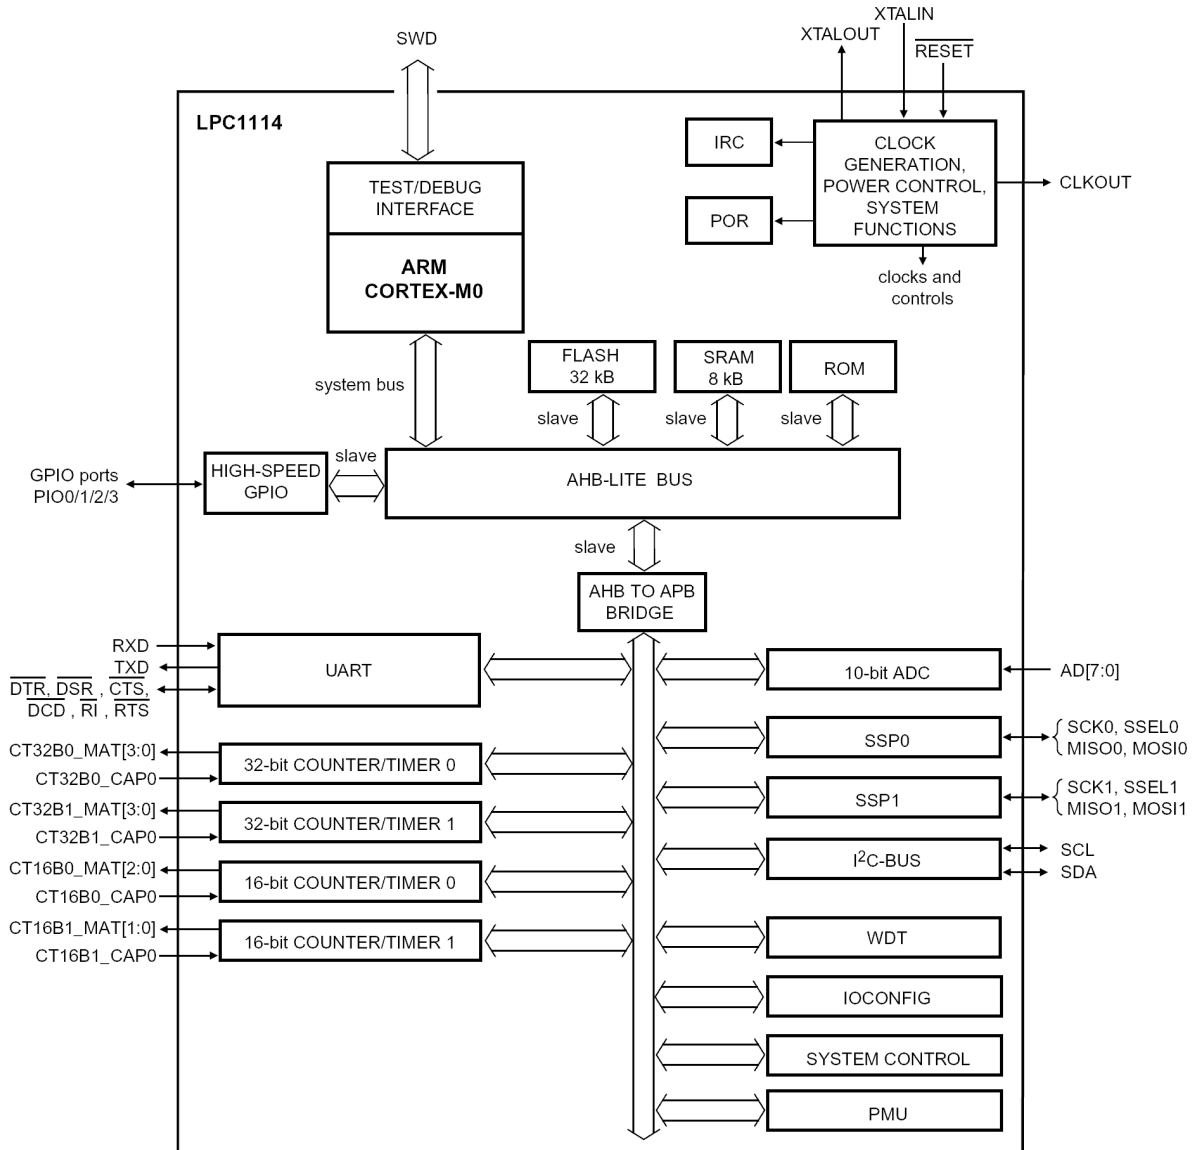 XTALIN
XTALOUT
RESET
SWD
LPC1114
IRC
CLOCK
GENERATION,
POWER CONTROL,
SYSTEM
FUNCTIONS
CLKOUT
TEST/DEBUG
INTERFACE
POR
ARM
CORTEX-M0
clocks and
controls
system bus
FLASH
32 kB
SRAM
8 kB
ROM
slave
slave
slave
slave
GPIO ports
PIO0/1/2/3
HIGH-SPEED
GPIO
AHB-LITE BUS
slave
AHB TO APB
BRIDGE
RXD
TXD
DTR, DSR , CTS,
DCD , RI , RTS
UART
10-bit ADC
AD[7:0]
SSP0
SCK0, SSEL0
MISO0, MOSI0
CT32B0_MAT[3:0]
CT32B0_CAP0
32-bit COUNTER/TIMER 0
SSP1
SCK1, SSEL1
MISO1, MOSI1
CT32B1_MAT[3:0]
CT32B1_CAP0
32-bit COUNTER/TIMER 1
I²C-BUS
SCL
SDA
CT16B0_MAT[2:0]
CT16B0_CAP0
16-bit COUNTER/TIMER 0
CT16B1_MAT[1:0]
CT16B1_CAP0
16-bit COUNTER/TIMER 1
WDT
IOCONFIG
SYSTEM CONTROL
PMU